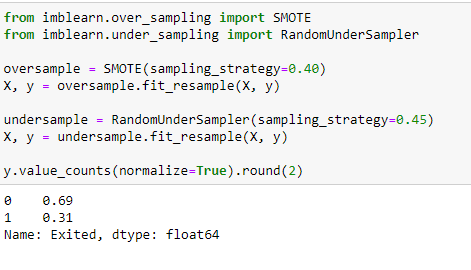 from imblearn.over_sampling import SMOTE
from imblearn.under_sampling import RandomUnderSampler
oversample = SMOTE(sampling_strategy=0.40)
X, y = oversample.fit_resample(X, y)
undersample = RandomUnderSampler(sampling_strategy=0.45)
X, y = undersample.fit_resample(X, y)
y.value_counts(normalize=True).round(2)
0    0.69
1    0.31
Name: Exited, dtype: float64